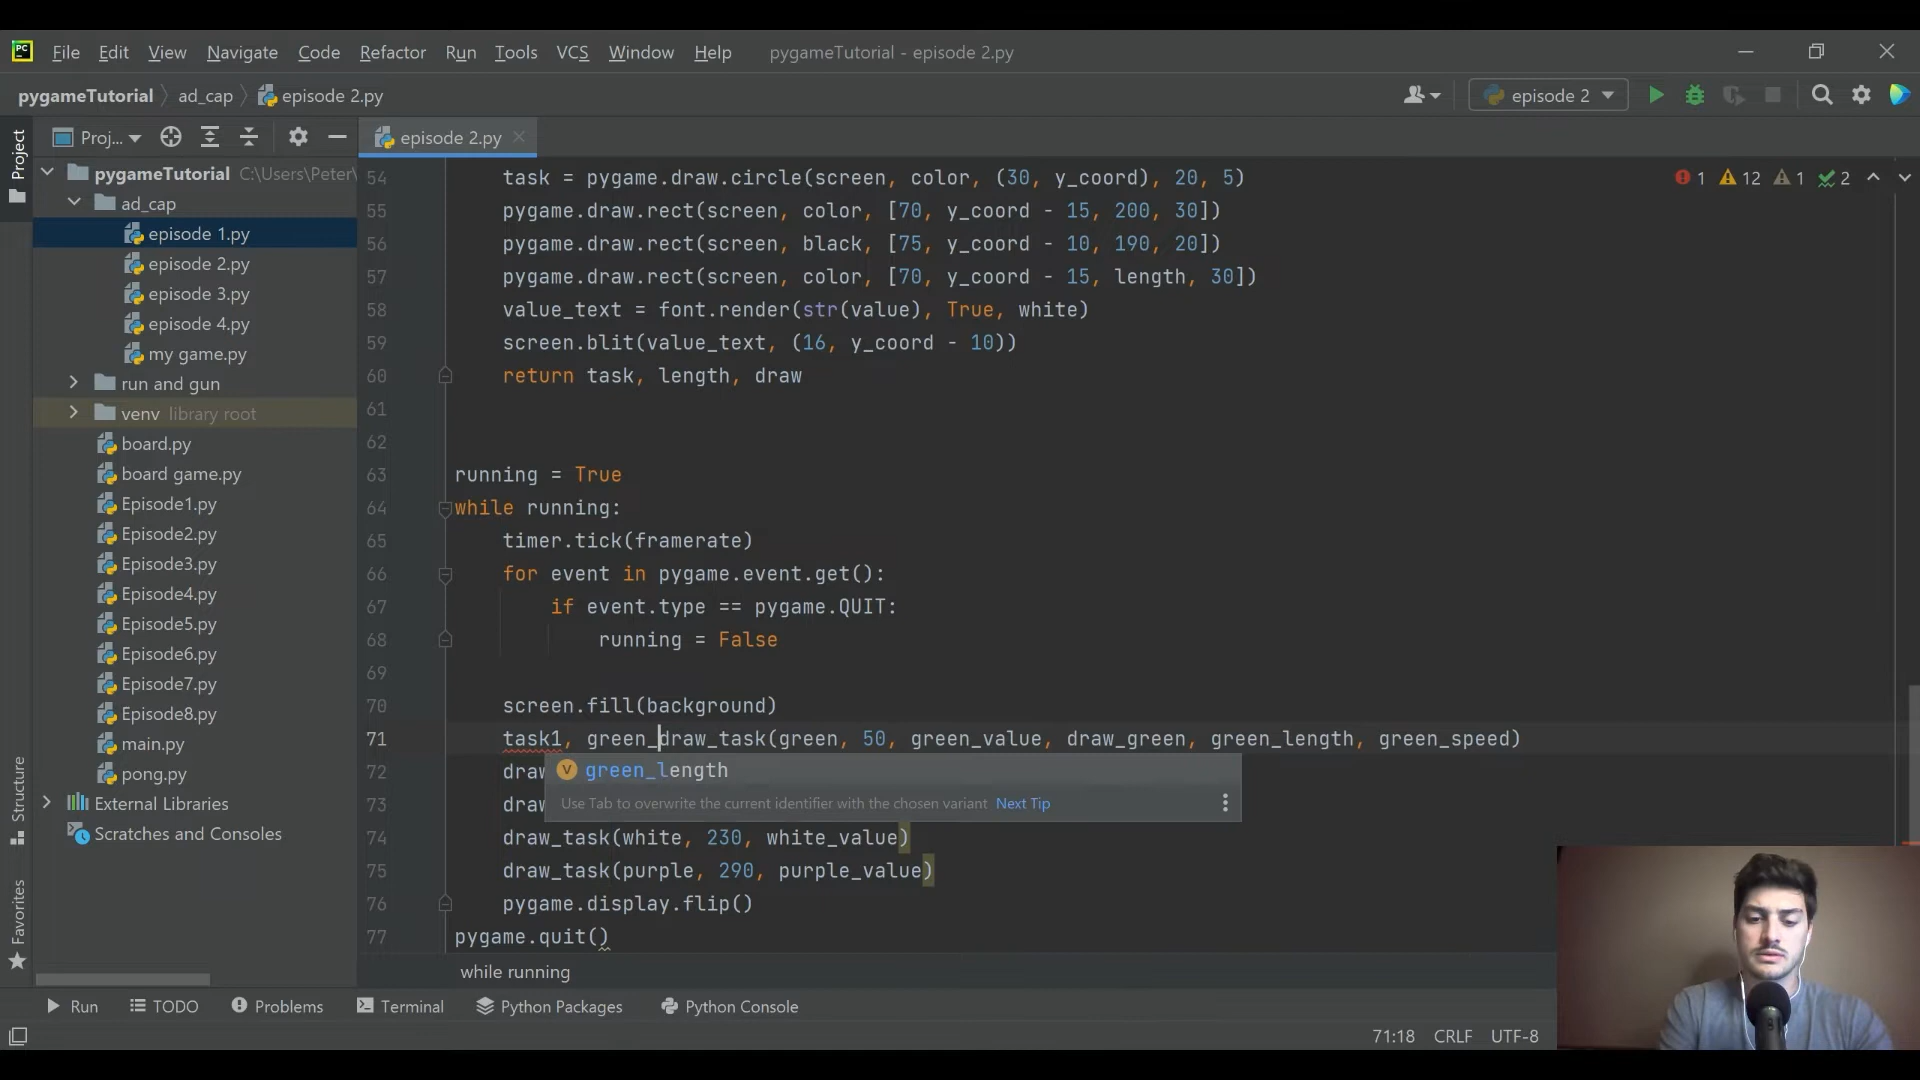 PC File Edit View Navigate Code Refactor Run Tools VCS Window Help pygameTutorial - episode 2.py
pygameTutorial ad_cap episode 2.py episode 2
Project
Proj...
episode 2.py
pygameTutorial C:\Users\Peter\
ad_cap
episode 1.py
episode 2.py
episode 3.py
episode 4.py
my game.py
run and gun
venv library root
board.py
board game.py
Episode1.py
Episode2.py
Episode3.py
Episode4.py
Episode5.py
Episode6.py
Episode7.py
Episode8.py
main.py
pong.py
External Libraries
Scratches and Consoles
Structure
Favorites
1 12 1 2
54 task = pygame.draw.circle(screen, color, (30, y_coord), 20, 5)
55 pygame.draw.rect(screen, color, [70, y_coord - 15, 200, 30])
56 pygame.draw.rect(screen, black, [75, y_coord - 10, 190, 20])
57 pygame.draw.rect(screen, color, [70, y_coord - 15, length, 30])
58 value_text = font.render(str(value), True, white)
59 screen.blit(value_text, (16, y_coord - 10))
60 return task, length, draw
61
62
63 running = True
64 while running:
65 timer.tick(framerate)
66 for event in pygame.event.get():
67 if event.type == pygame.QUIT:
68 running = False
69
70 screen.fill(background)
71 task1, green_draw_task(green, 50, green_value, draw_green, green_length, green_speed)
72 draw
V green_length
73 draw
Use Tab to overwrite the current identifier with the chosen variant Next Tip
74 draw_task(white, 230, white_value)
75 draw_task(purple, 290, purple_value)
76 pygame.display.flip()
77 pygame.quit()
while running
Run TODO Problems Terminal Python Packages Python Console
71:18 CRLF UTF-8